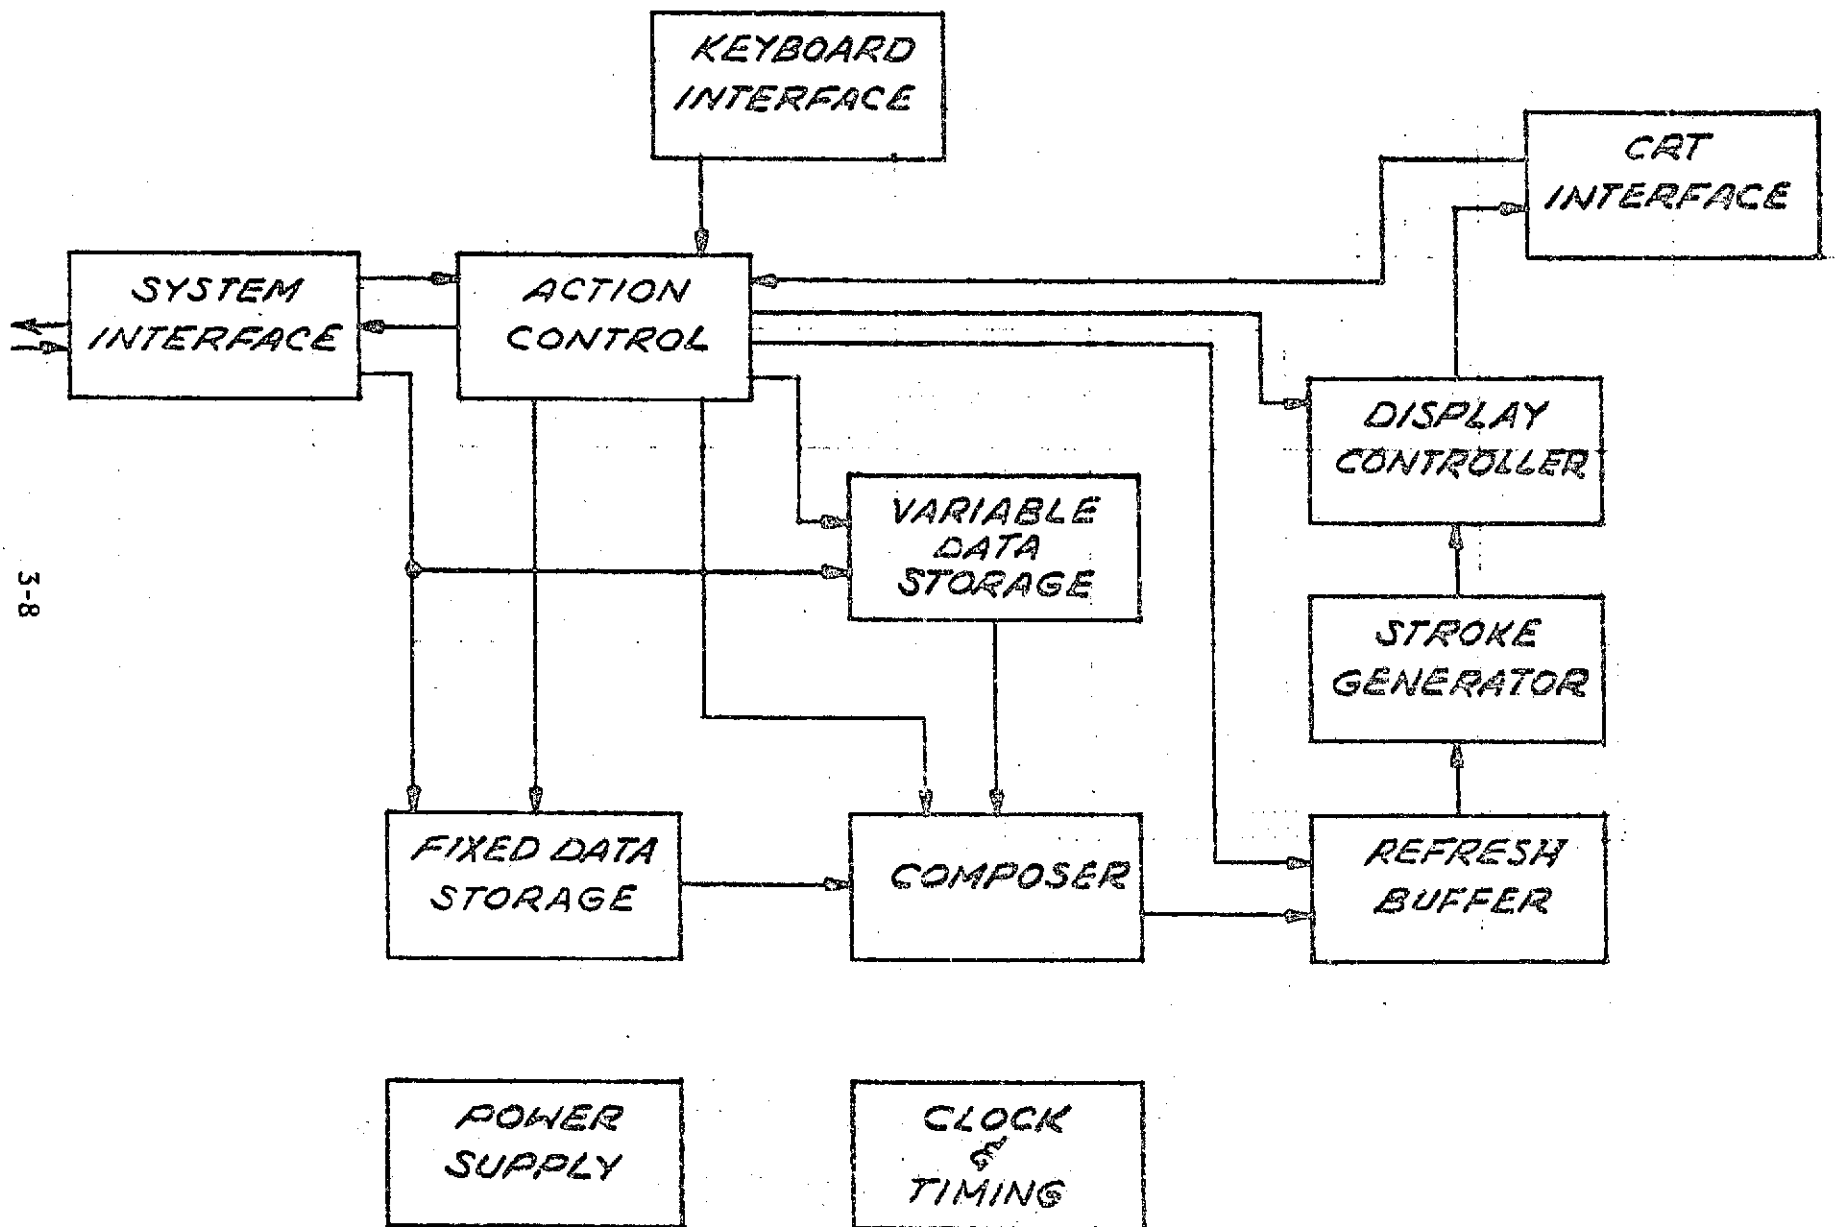 KEYBOARD
INTERFACE
CRT
INTERFACE
SYSTEM
INTERFACE
ACTION
CONTROL
DISPLAY
CONTROLLER
VARIABLE
DATA
STORAGE
STROKE
GENERATOR
FIXED DATA
STORAGE
COMPOSER
REFRESH
BUFFER
POWER
SUPPLY
CLOCK
&
TIMING
3-8